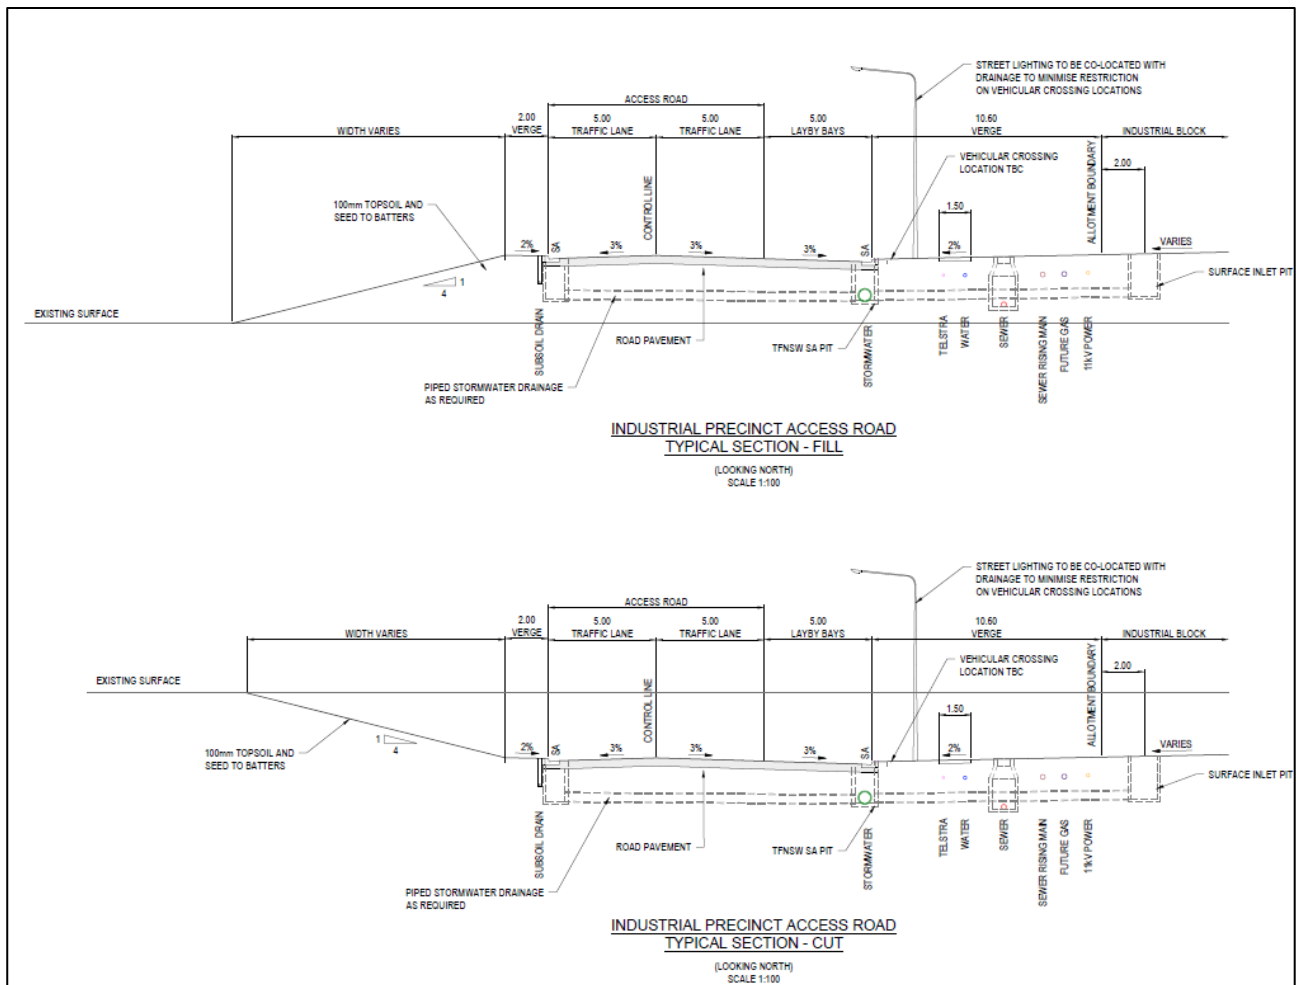 STREET LIGHTING TO BE CO-LOCATED WITH
DRAINAGE TO MINIMISE RESTRICTION
ON VEHICULAR CROSSING LOCATIONS
ACCESS ROAD
WIDTH VARIES
2.00
VERGE
5.00
TRAFFIC LANE
5.00
TRAFFIC LANE
5.00
LAYBY BAYS
10.60
VERGE
INDUSTRIAL BLOCK
VEHICULAR CROSSING
LOCATION TBC
ALLOTMENT BOUNDARY
2.00
100mm TOPSOIL AND
SEED TO BATTERS
CONTROL LINE
1.50
2%
SA
3%
3%
3%
SA
2%
VARIES
1
4
SURFACE INLET PIT
EXISTING SURFACE
SUBSOIL DRAIN
ROAD PAVEMENT
TFNSW SA PIT
STORMWATER
TELSTRA
WATER
SEWER
SEWER RISING MAIN
FUTURE GAS
11kV POWER
PIPED STORMWATER DRAINAGE
AS REQUIRED
INDUSTRIAL PRECINCT ACCESS ROAD
TYPICAL SECTION - FILL
(LOOKING NORTH)
SCALE 1:100
STREET LIGHTING TO BE CO-LOCATED WITH
DRAINAGE TO MINIMISE RESTRICTION
ON VEHICULAR CROSSING LOCATIONS
ACCESS ROAD
WIDTH VARIES
2.00
VERGE
5.00
TRAFFIC LANE
5.00
TRAFFIC LANE
5.00
LAYBY BAYS
10.60
VERGE
INDUSTRIAL BLOCK
VEHICULAR CROSSING
LOCATION TBC
ALLOTMENT BOUNDARY
2.00
EXISTING SURFACE
CONTROL LINE
1.50
1
4
100mm TOPSOIL AND
SEED TO BATTERS
2%
SA
3%
3%
3%
SA
2%
VARIES
SURFACE INLET PIT
SUBSOIL DRAIN
ROAD PAVEMENT
TFNSW SA PIT
STORMWATER
TELSTRA
WATER
SEWER
SEWER RISING MAIN
FUTURE GAS
11kV POWER
PIPED STORMWATER DRAINAGE
AS REQUIRED
INDUSTRIAL PRECINCT ACCESS ROAD
TYPICAL SECTION - CUT
(LOOKING NORTH)
SCALE 1:100